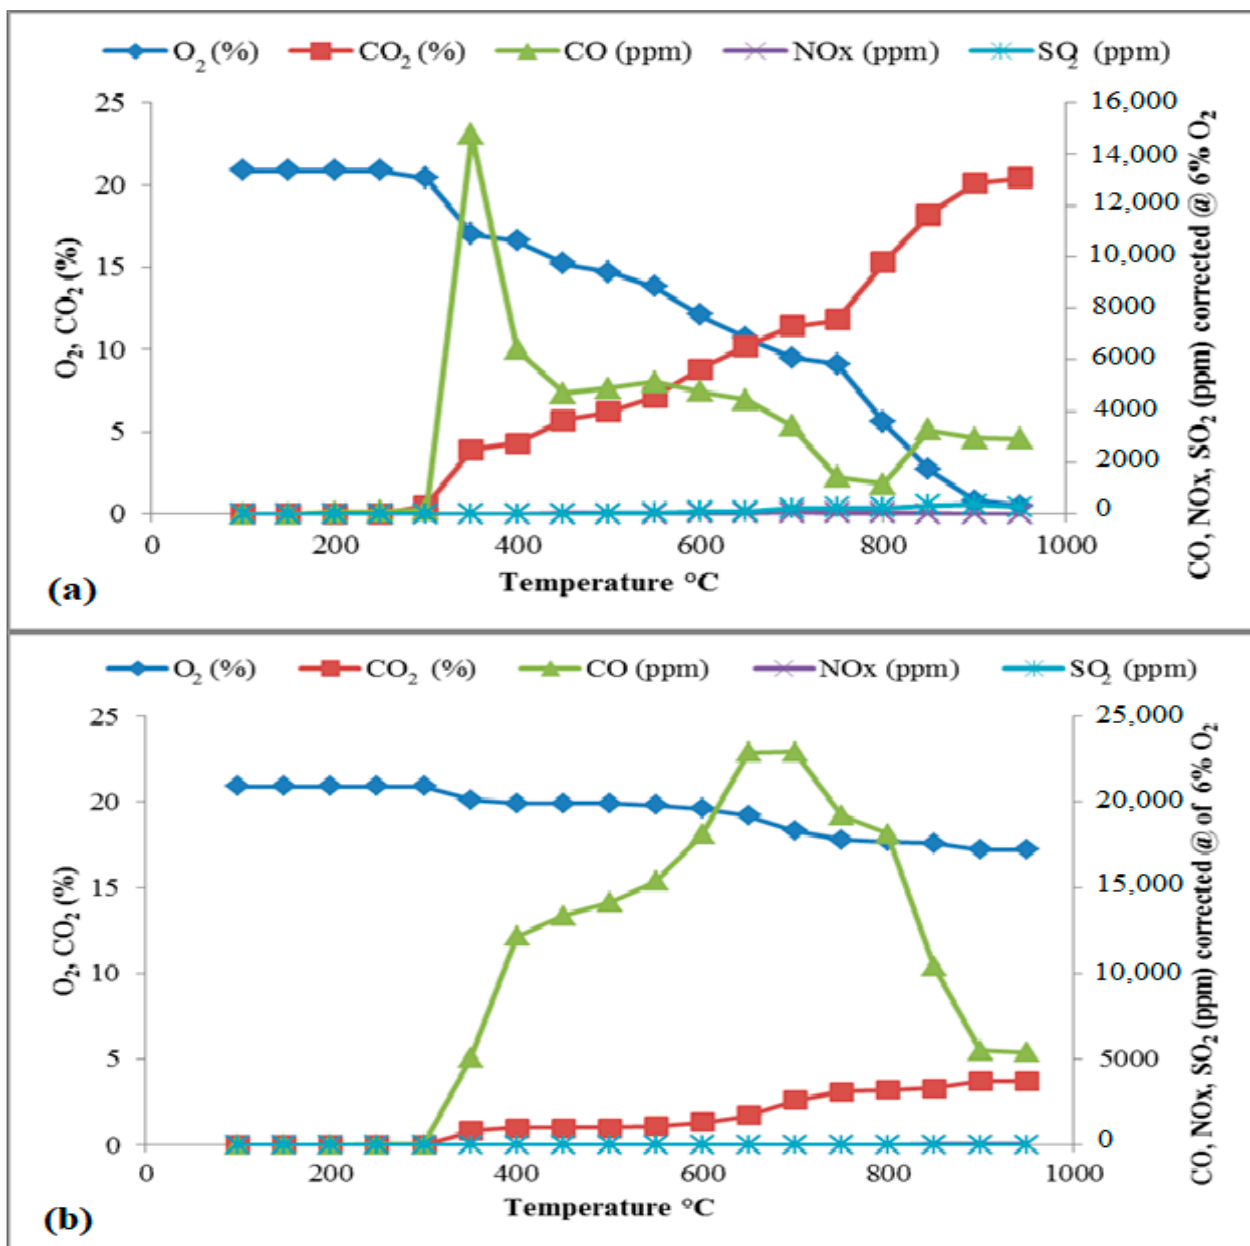 O2 (%) CO2 (%) CO (ppm) NOx (ppm) SO2 (ppm)
25
20
15
10
5
0
O2, CO2 (%)
16,000
14,000
12,000
10,000
8000
6000
4000
2000
0
CO, NOx, SO2 (ppm) corrected @ 6% O2
0 200 400 600 800 1000
Temperature °C
(a)
O2 (%) CO2 (%) CO (ppm) NOx (ppm) SO2 (ppm)
25
20
15
10
5
0
O2, CO2 (%)
25,000
20,000
15,000
10,000
5000
0
CO, NOx, SO2 (ppm) corrected @ of 6% O2
0 200 400 600 800 1000
Temperature °C
(b)